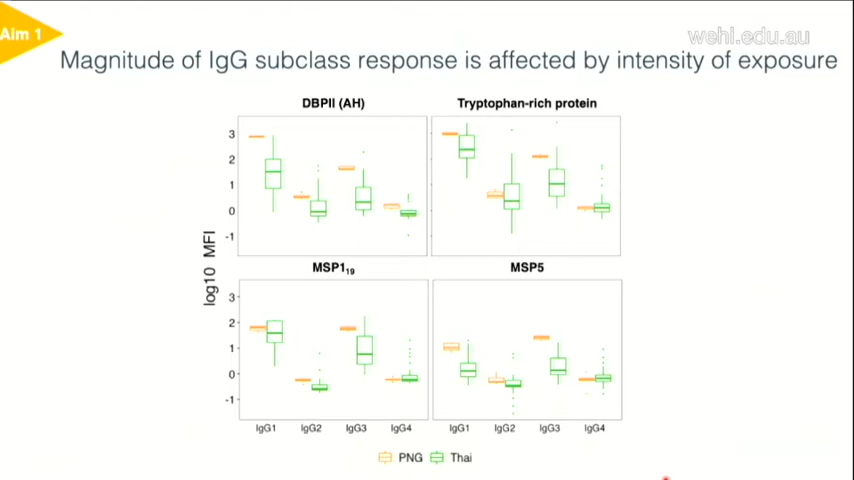 Aim 1
wehi.edu.au
Magnitude of IgG subclass response is affected by intensity of exposure
DBPII (AH)
Tryptophan-rich protein
3
2
1
0
-1
log10 MFI
MSP1₁₉
MSP5
3
2
1
0
-1
IgG1 IgG2 IgG3 IgG4
IgG1 IgG2 IgG3 IgG4
PNG Thai